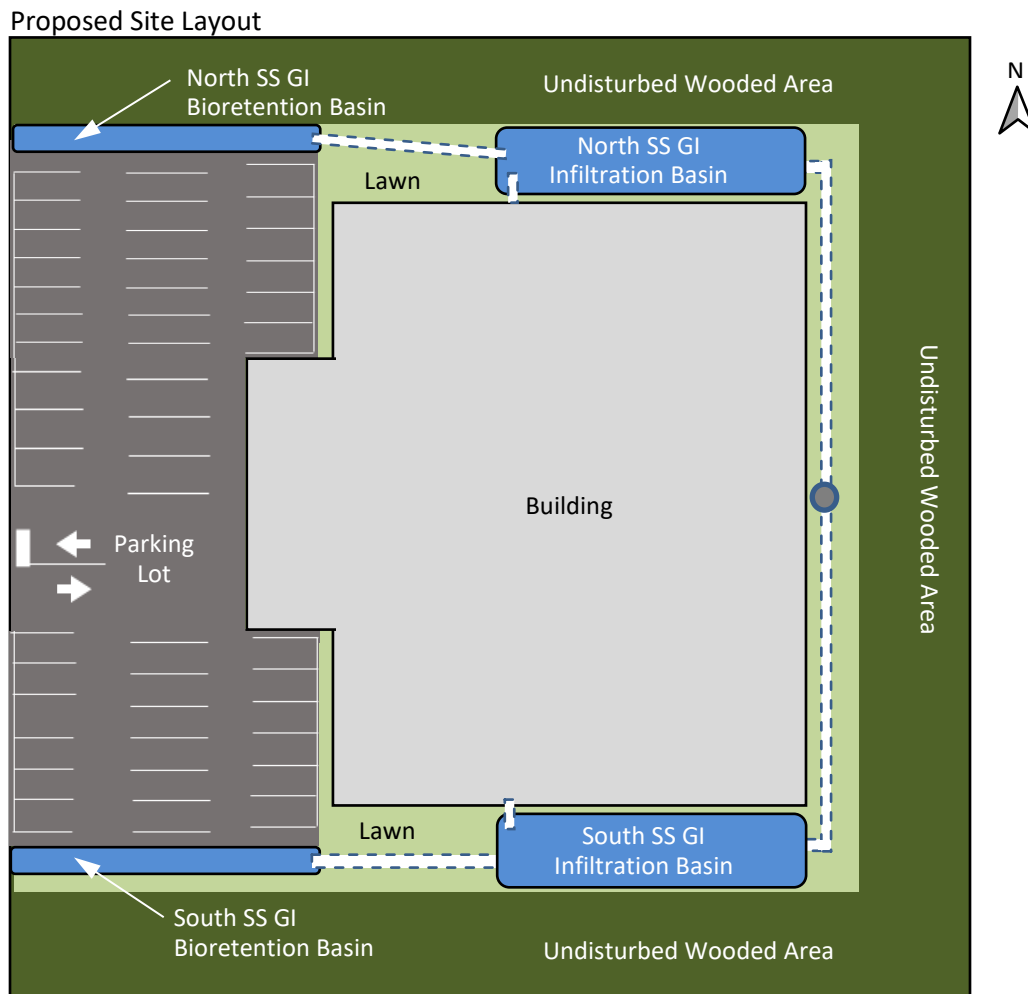 Proposed Site Layout
N
North SS GI
Bioretention Basin
Undisturbed Wooded Area
North SS GI
Infiltration Basin
Lawn
Undisturbed Wooded Area
Building
Parking
Lot
Lawn
South SS GI
Infiltration Basin
South SS GI
Bioretention Basin
Undisturbed Wooded Area